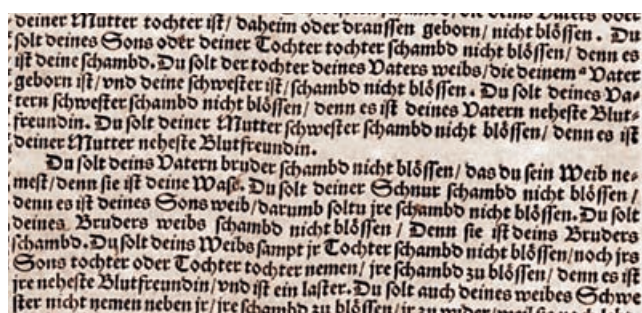 deiner Mutter tochter iſt/ daheim oder drauſſen geborn/ nicht blöſſen. Du
ſolt deines Sons oder deiner Tochter tochter ſchambd nicht blöſſen/ denn es
iſt deine ſchambd. Du ſolt der tochter deines Vaters weibs/ die deinem Vater
geborn iſt/ vnd deine ſchweſter iſt/ ſchambd nicht blöſſen. Du ſolt deines Va⸗
tern ſchweſter ſchambd nicht blöſſen/ denn es iſt deines Vatern neheſte Blut⸗
freundin. Du ſolt deiner Mutter ſchweſter ſchambd nicht blöſſen/ denn es iſt
deiner Mutter neheſte Blutfreundin.
Du ſolt deins Vatern bruder ſchambd nicht blöſſen/ das du ſein Weib ne⸗
meſt/ denn ſie iſt deine Waſe. Du ſolt deiner Schnur ſchambd nicht blöſſen/
denn es iſt deines Sons weib/ darumb ſoltu jre ſchambd nicht blöſſen. Du ſolt
deines Bruders weibs ſchambd nicht blöſſen/ Denn ſie iſt deins Bruders
ſchambd. Du ſolt deins Weibs ſampt jr Tochter ſchambd nicht blöſſen/ noch jrs
Sons tochter oder Tochter tochter nemen/ jre ſchambd zu blöſſen/ denn es iſt
jre neheſte Blutfreundin/ vnd iſt ein laſter. Du ſolt auch deines weibes Schwe⸗
ſter nicht nemen neben jr/ jre ſchambd zu blöſſen/ jr zu wider/